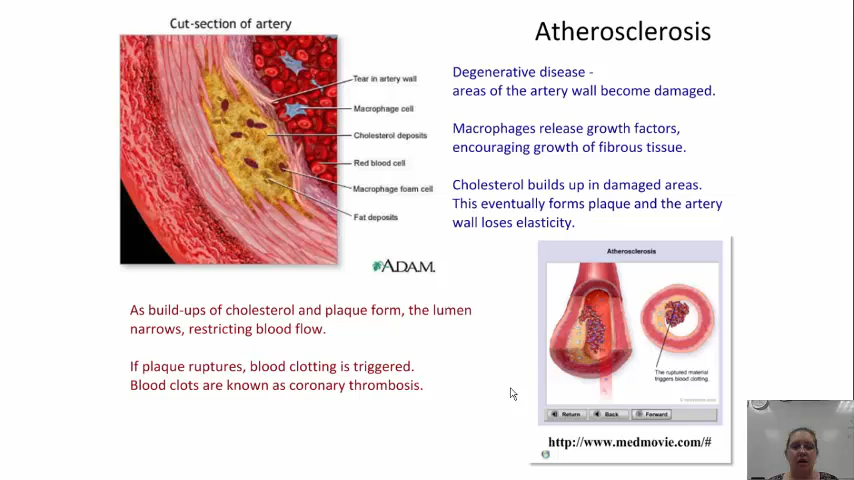 Cut-section of artery
Tear in artery wall
Macrophage cell
Cholesterol deposits
Red blood cell
Macrophage foam cell
Fat deposits
ADAM.
Atherosclerosis
Degenerative disease -
areas of the artery wall become damaged.
Macrophages release growth factors,
encouraging growth of fibrous tissue.
Cholesterol builds up in damaged areas.
This eventually forms plaque and the artery
wall loses elasticity.
As build-ups of cholesterol and plaque form, the lumen
narrows, restricting blood flow.
If plaque ruptures, blood clotting is triggered.
Blood clots are known as coronary thrombosis.
Atherosclerosis
The ruptured material
triggers blood clotting.
Return
Back
Forward
http://www.medmovie.com/#